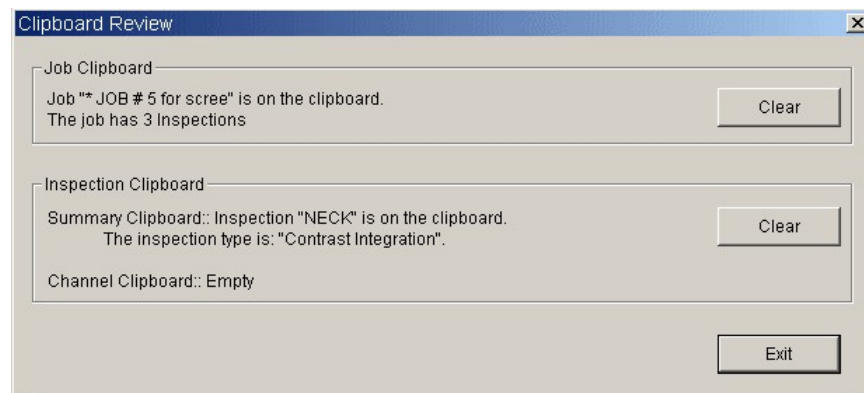 Clipboard Review
Job Clipboard
Job "* JOB # 5 for scree" is on the clipboard.
The job has 3 Inspections
Clear
Inspection Clipboard
Summary Clipboard:: Inspection "NECK" is on the clipboard.
The inspection type is: "Contrast Integration".
Clear
Channel Clipboard:: Empty
Exit